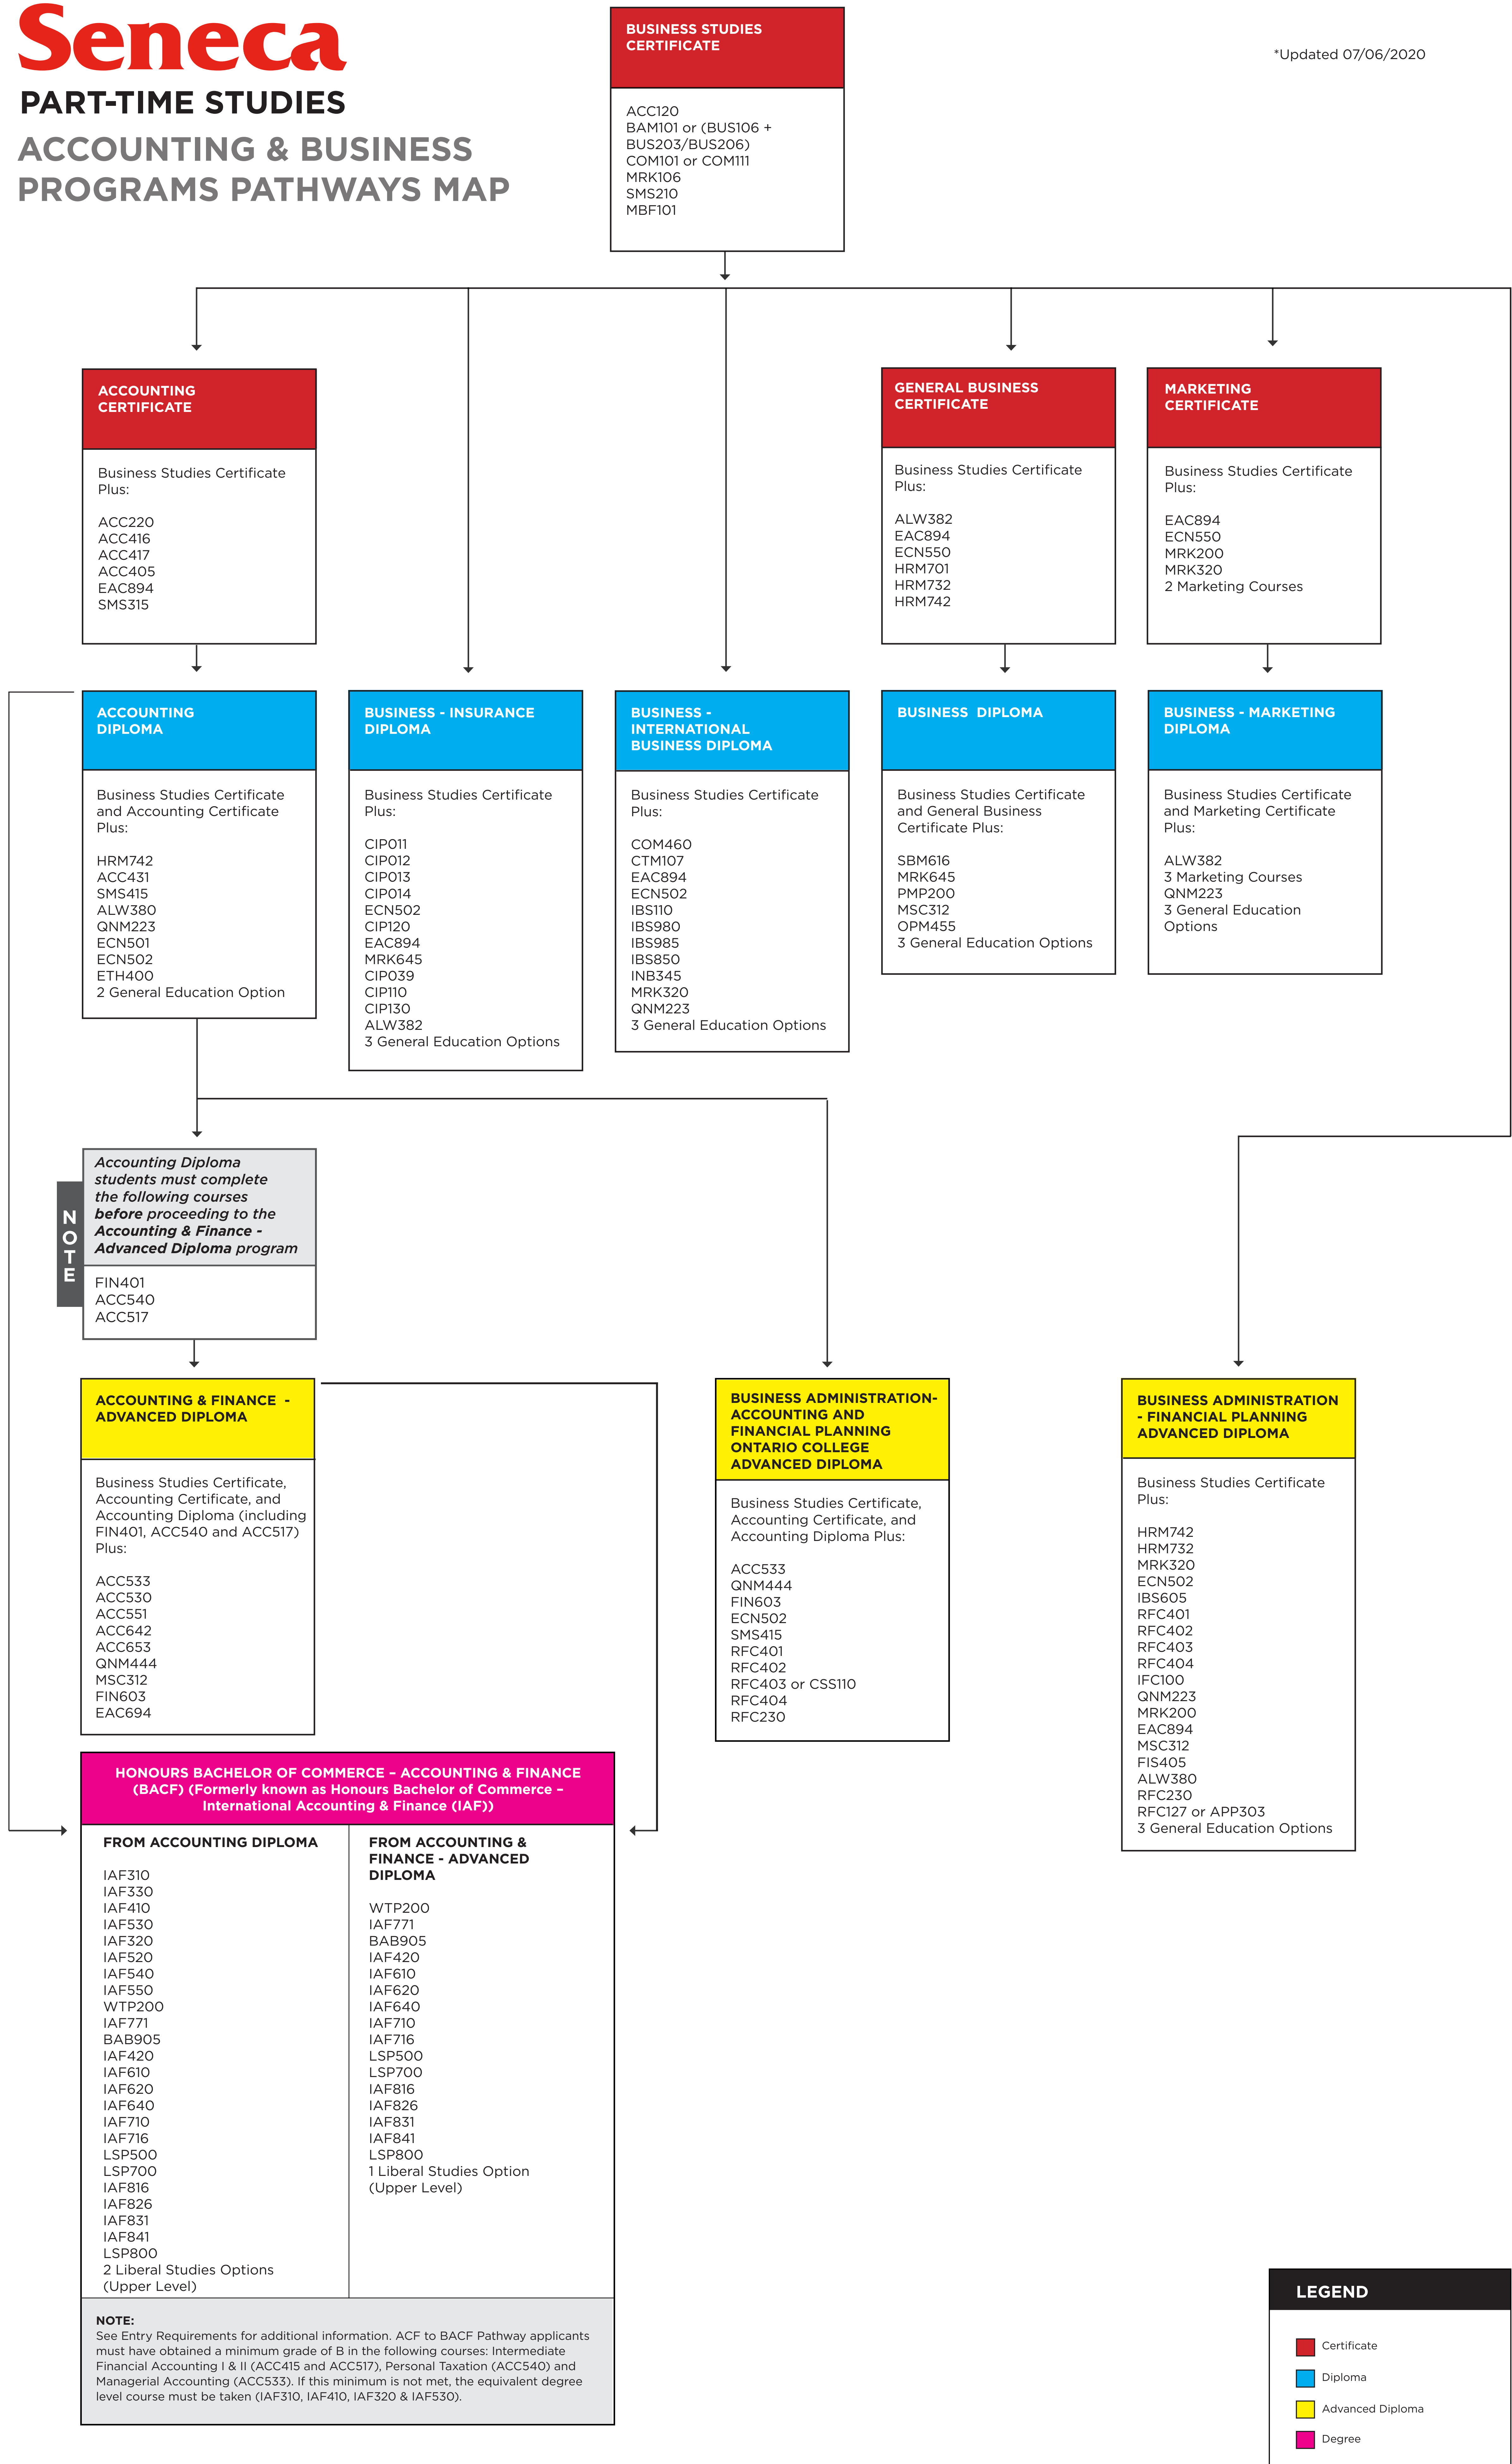 Seneca
PART-TIME STUDIES
ACCOUNTING & BUSINESS
PROGRAMS PATHWAYS MAP
*Updated 07/06/2020
BUSINESS STUDIES
CERTIFICATE
ACC120
BAM101 or (BUS106 +
BUS203/BUS206)
COM101 or COM111
MRK106
SMS210
MBF101
ACCOUNTING
CERTIFICATE
Business Studies Certificate
Plus:
ACC220
ACC416
ACC417
ACC405
EAC894
SMS315
GENERAL BUSINESS
CERTIFICATE
Business Studies Certificate
Plus:
ALW382
EAC894
ECN550
HRM701
HRM732
HRM742
MARKETING
CERTIFICATE
Business Studies Certificate
Plus:
EAC894
ECN550
MRK200
MRK320
2 Marketing Courses
ACCOUNTING
DIPLOMA
Business Studies Certificate
and Accounting Certificate
Plus:
HRM742
ACC431
SMS415
ALW380
QNM223
ECN501
ECN502
ETH400
2 General Education Option
BUSINESS - INSURANCE
DIPLOMA
Business Studies Certificate
Plus:
CIP011
CIP012
CIP013
CIP014
ECN502
CIP120
EAC894
MRK645
CIP039
CIP110
CIP130
ALW382
3 General Education Options
BUSINESS -
INTERNATIONAL
BUSINESS DIPLOMA
Business Studies Certificate
Plus:
COM460
CTM107
EAC894
ECN502
IBS110
IBS980
IBS985
IBS850
INB345
MRK320
QNM223
3 General Education Options
BUSINESS DIPLOMA
Business Studies Certificate
and General Business
Certificate Plus:
SBM616
MRK645
PMP200
MSC312
OPM455
3 General Education Options
BUSINESS - MARKETING
DIPLOMA
Business Studies Certificate
and Marketing Certificate
Plus:
ALW382
3 Marketing Courses
QNM223
3 General Education
Options
NOTE
Accounting Diploma
students must complete
the following courses
before proceeding to the
Accounting & Finance -
Advanced Diploma program
FIN401
ACC540
ACC517
ACCOUNTING & FINANCE -
ADVANCED DIPLOMA
Business Studies Certificate,
Accounting Certificate, and
Accounting Diploma (including
FIN401, ACC540 and ACC517)
Plus:
ACC533
ACC530
ACC551
ACC642
ACC653
QNM444
MSC312
FIN603
EAC694
BUSINESS ADMINISTRATION-
ACCOUNTING AND
FINANCIAL PLANNING
ONTARIO COLLEGE
ADVANCED DIPLOMA
Business Studies Certificate,
Accounting Certificate, and
Accounting Diploma Plus:
ACC533
QNM444
FIN603
ECN502
SMS415
RFC401
RFC402
RFC403 or CSS110
RFC404
RFC230
BUSINESS ADMINISTRATION
- FINANCIAL PLANNING
ADVANCED DIPLOMA
Business Studies Certificate
Plus:
HRM742
HRM732
MRK320
ECN502
IBS605
RFC401
RFC402
RFC403
RFC404
IFC100
QNM223
MRK200
EAC894
MSC312
FIS405
ALW380
RFC230
RFC127 or APP303
3 General Education Options
HONOURS BACHELOR OF COMMERCE – ACCOUNTING & FINANCE
(BACF) (Formerly known as Honours Bachelor of Commerce –
International Accounting & Finance (IAF))
FROM ACCOUNTING DIPLOMA
IAF310
IAF330
IAF410
IAF530
IAF320
IAF520
IAF540
IAF550
WTP200
IAF771
BAB905
IAF420
IAF610
IAF620
IAF640
IAF710
IAF716
LSP500
LSP700
IAF816
IAF826
IAF831
IAF841
LSP800
2 Liberal Studies Options
(Upper Level)
FROM ACCOUNTING &
FINANCE - ADVANCED
DIPLOMA
WTP200
IAF771
BAB905
IAF420
IAF610
IAF620
IAF640
IAF710
IAF716
LSP500
LSP700
IAF816
IAF826
IAF831
IAF841
LSP800
1 Liberal Studies Option
(Upper Level)
NOTE:
See Entry Requirements for additional information. ACF to BACF Pathway applicants
must have obtained a minimum grade of B in the following courses: Intermediate
Financial Accounting I & II (ACC415 and ACC517), Personal Taxation (ACC540) and
Managerial Accounting (ACC533). If this minimum is not met, the equivalent degree
level course must be taken (IAF310, IAF410, IAF320 & IAF530).
LEGEND
Certificate
Diploma
Advanced Diploma
Degree